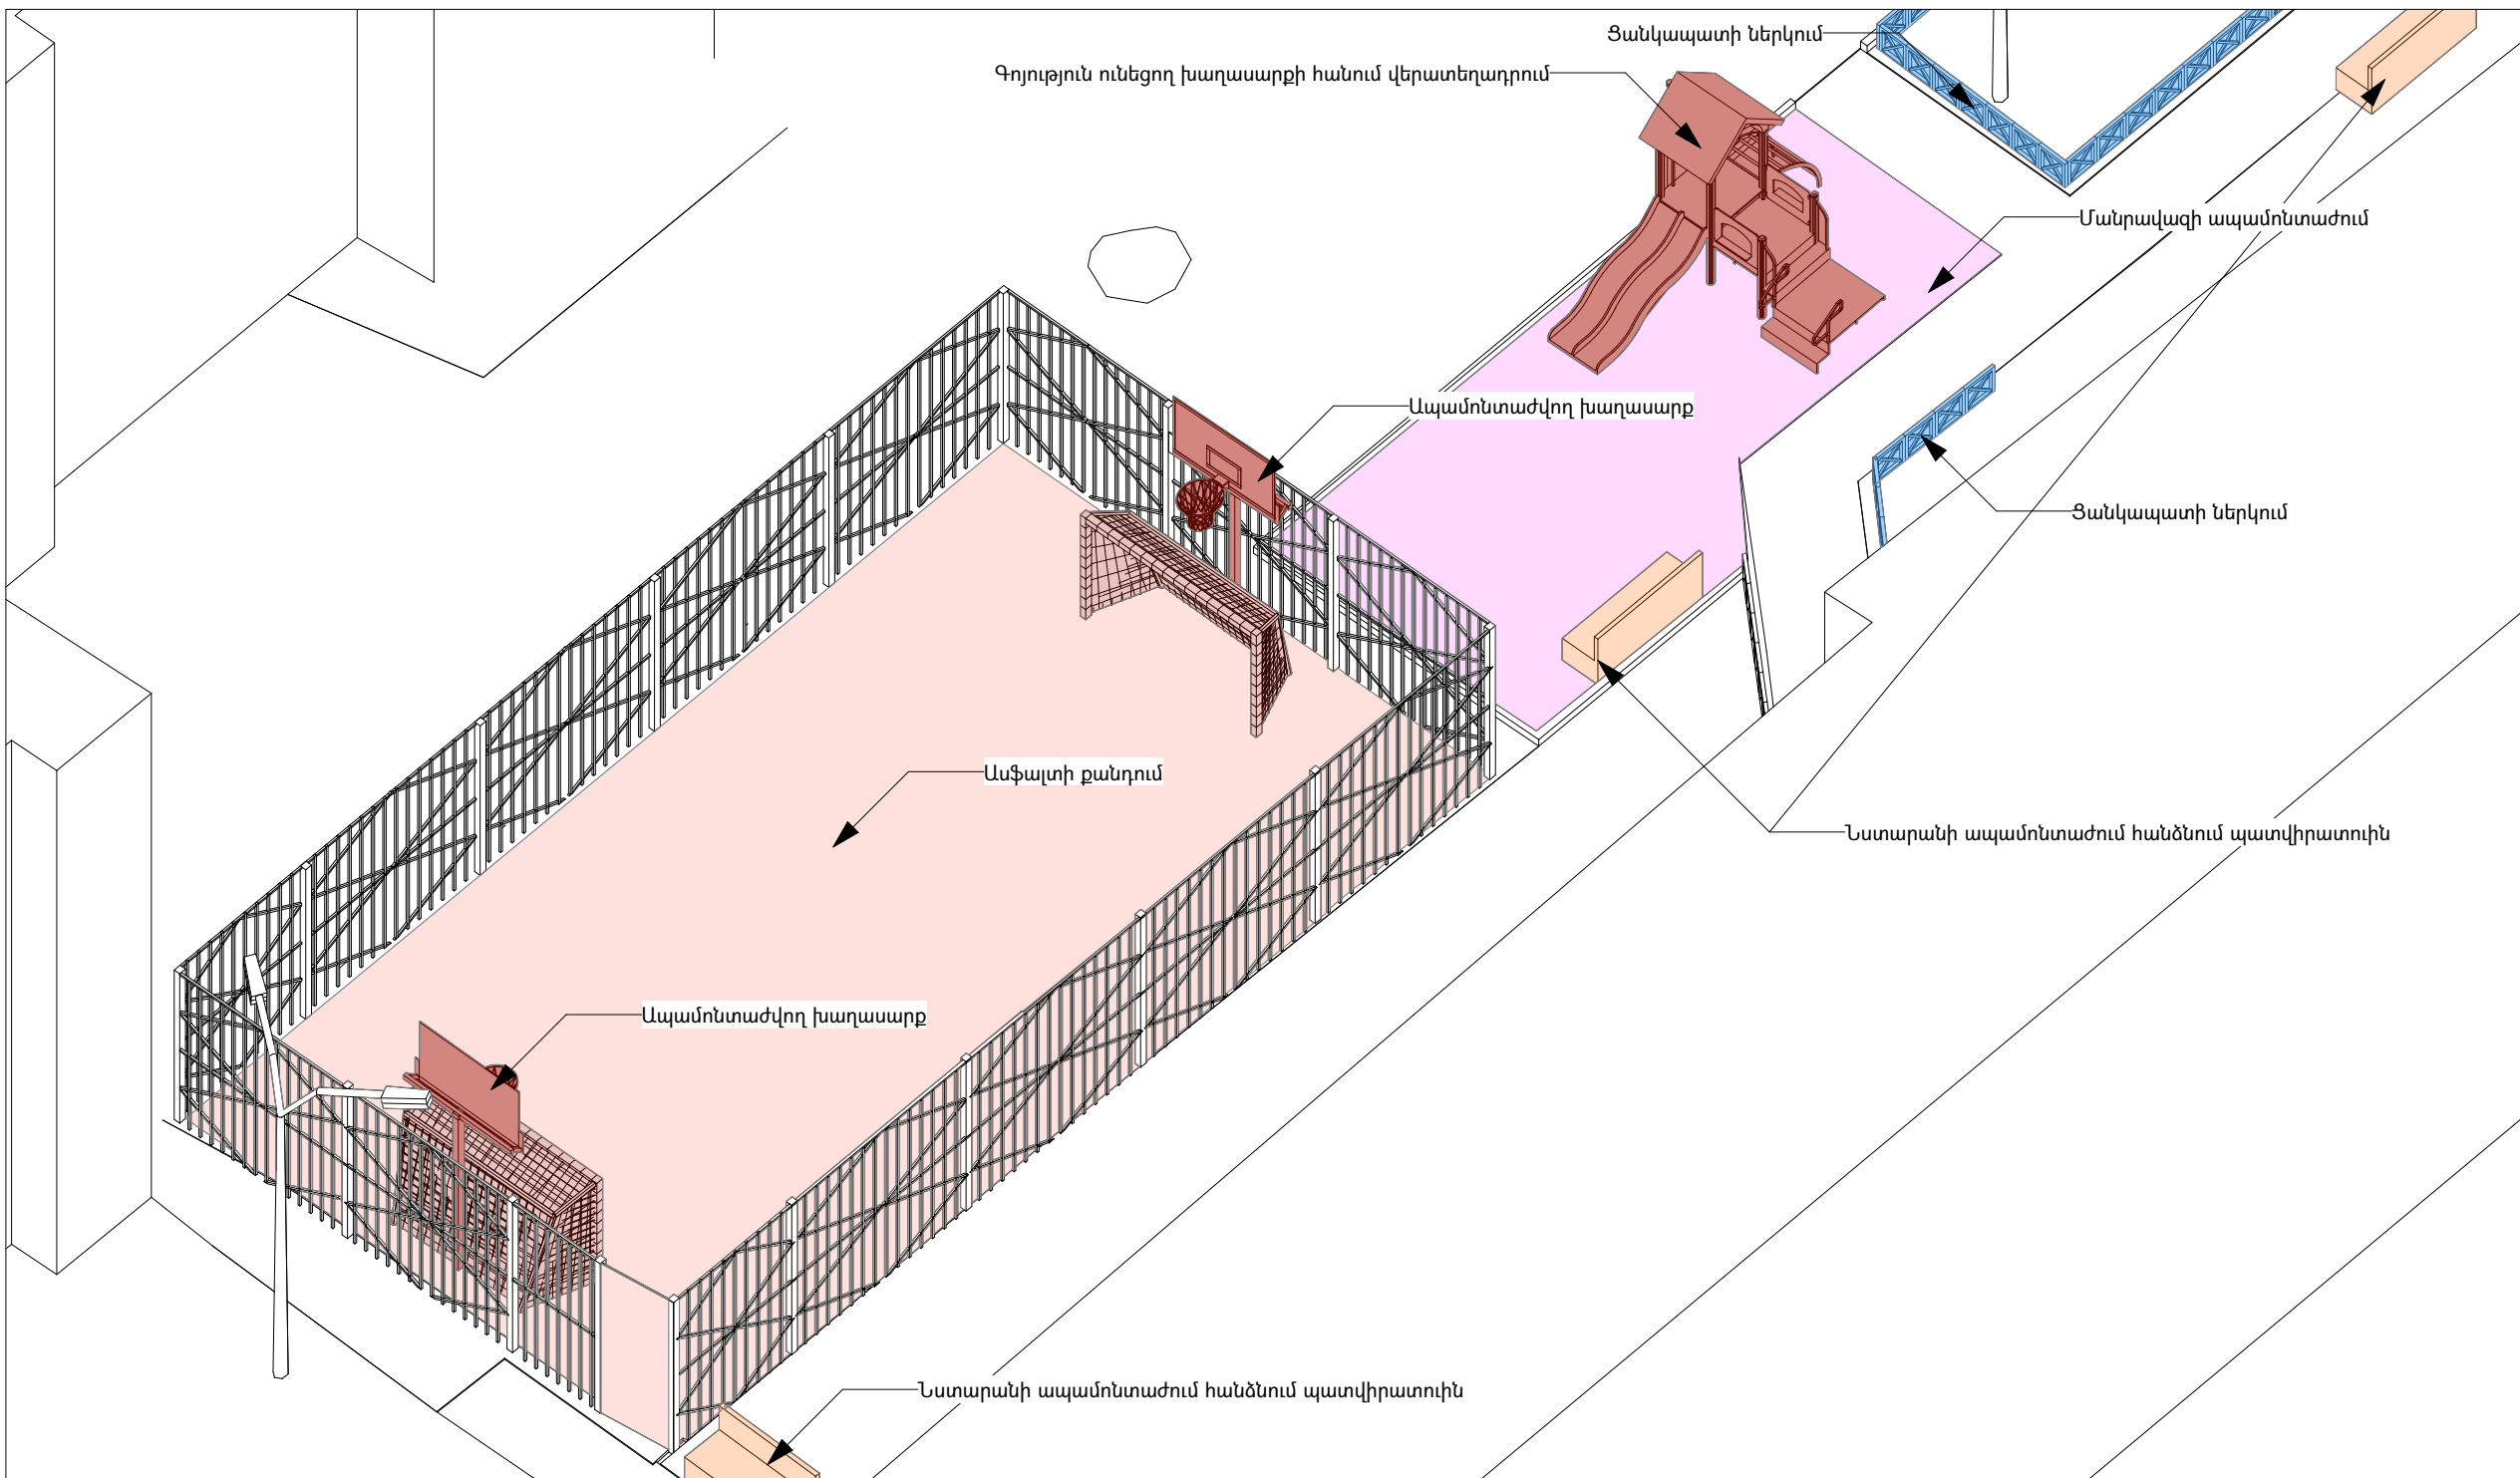 Ցանկապատի ներկում
Գոյություն ունեցող խաղասարքի հանում վերատեղադրում
Մանրավազի ապամոնտաժում
Ապամոնտաժվող խաղասարք
Ցանկապատի ներկում
Ասֆալտի քանդում
Նստարանի ապամոնտաժում հանձնում պատվիրատուին
Ապամոնտաժվող խաղասարք
Նստարանի ապամոնտաժում հանձնում պատվիրատուին